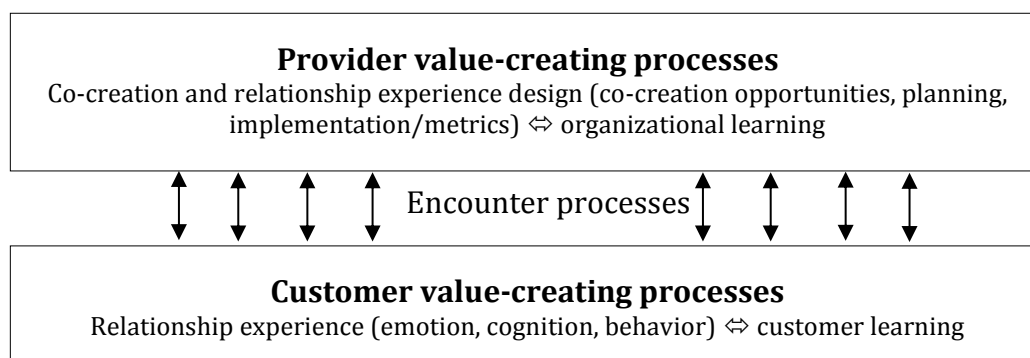 Provider value-creating processes
Co-creation and relationship experience design (co-creation opportunities, planning,
implementation/metrics) ⇔ organizational learning
Encounter processes
Customer value-creating processes
Relationship experience (emotion, cognition, behavior) ⇔ customer learning